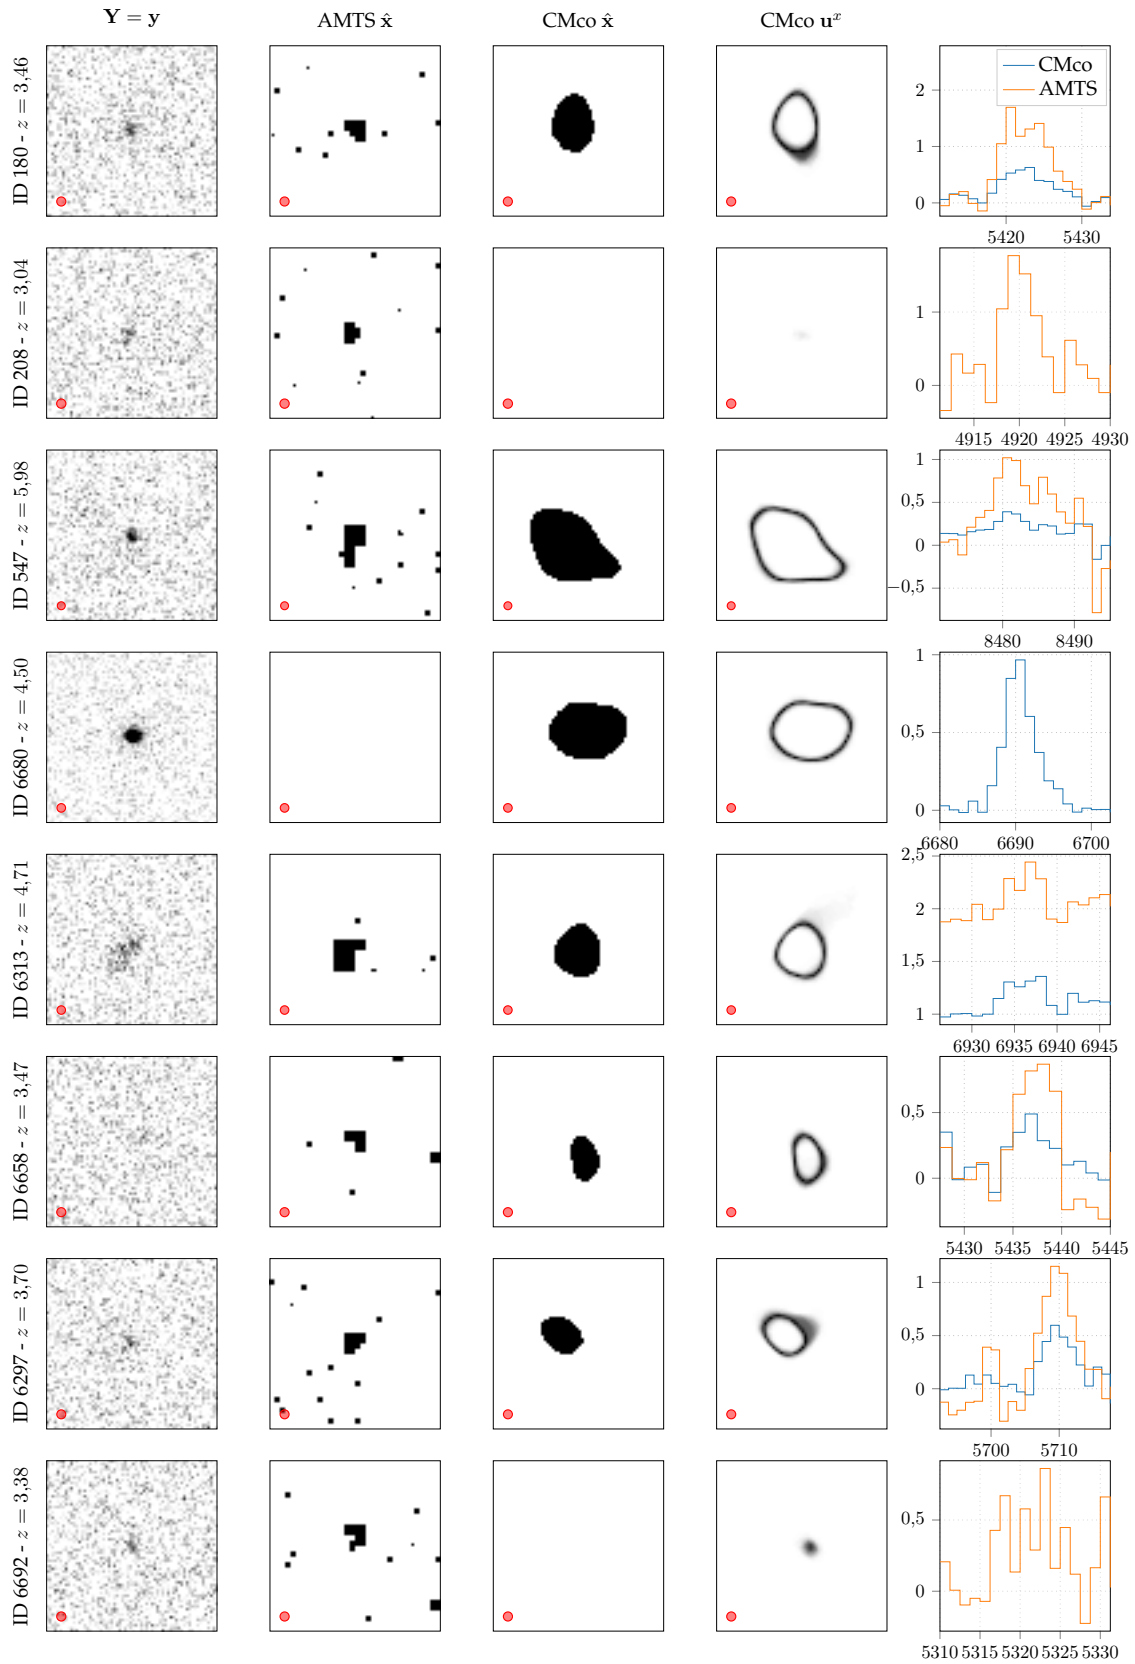 Y = y AMTS x̂ CMco x̂ CMco uˣ
ID 180 - z = 3,46
CMco
AMTS
2
1
0
5420 5430
ID 208 - z = 3,04
1
0
4915 4920 4925 4930
ID 547 - z = 5,98
1
0,5
0
−0,5
8480 8490
ID 6680 - z = 4,50
1
0,5
0
6680 6690 6700
ID 6313 - z = 4,71
2,5
2
1,5
1
6930 6935 6940 6945
ID 6658 - z = 3,47
0,5
0
5430 5435 5440 5445
ID 6297 - z = 3,70
1
0,5
0
5700 5710
ID 6692 - z = 3,38
0,5
0
5310 5315 5320 5325 5330